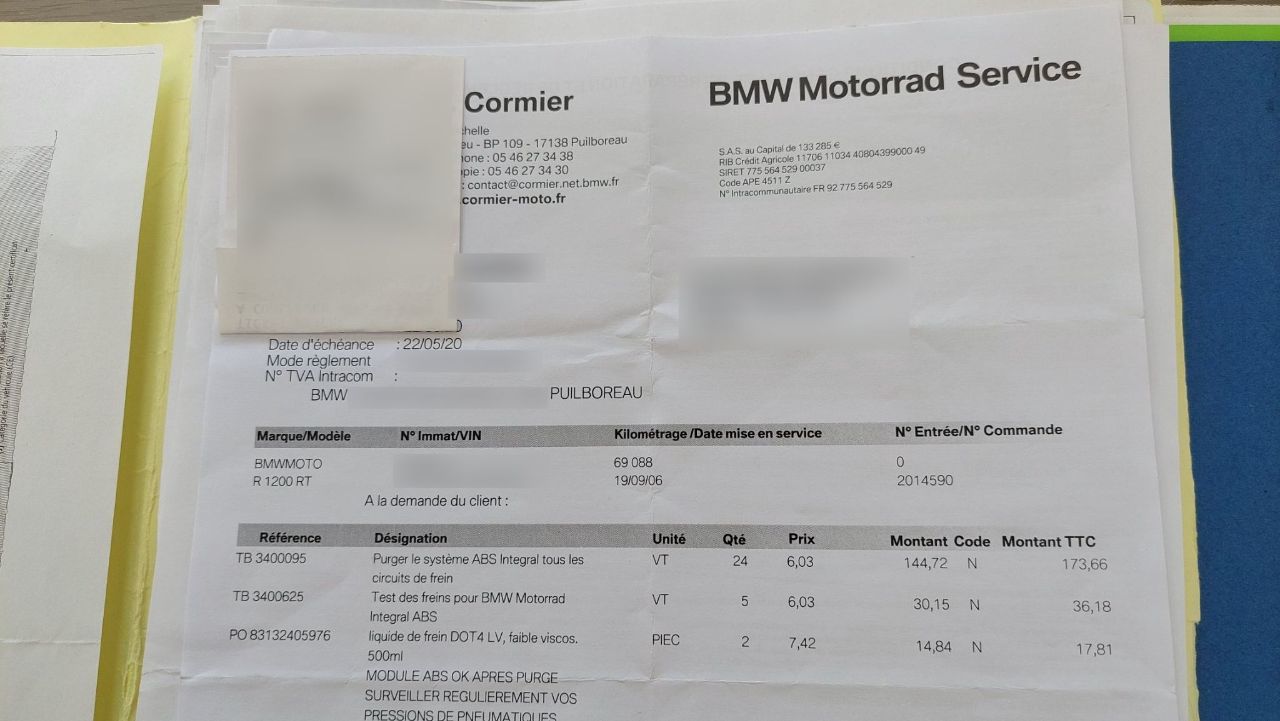 Cormier
BMW Motorrad Service
- BP 109 - 17138 Puilboreau
: 05 46 27 34 38
: 05 46 27 34 30
: contact@cormier.net.bmw.fr
.cormier-moto.fr
S.A.S. au Capital de 133 285 €
RIB Crédit Agricole 11706 11034 40804399000 49
SIRET 775 564 529 00037
Code APE 4511 Z
N° Intracommunautaire FR 92 775 564 529
Date d'échéance : 22/05/20
Mode règlement
N° TVA Intracom :
BMW PUILBOREAU
Marque/Modèle N° Immat/VIN Kilométrage /Date mise en service N° Entrée/N° Commande
BMWMOTO 69 088 0
R 1200 RT 19/09/06 2014590
A la demande du client :
Référence Désignation Unité Qté Prix Montant Code Montant TTC
TB 3400095 Purger le système ABS Integral tous les VT 24 6,03 144,72 N 173,66
circuits de frein
TB 3400625 Test des freins pour BMW Motorrad VT 5 6,03 30,15 N 36,18
Integral ABS
PO 83132405976 liquide de frein DOT4 LV, faible viscos. PIEC 2 7,42 14,84 N 17,81
500ml
MODULE ABS OK APRES PURGE
SURVEILLER REGULIEREMENT VOS
PRESSIONS DE PNEUMATIQUES